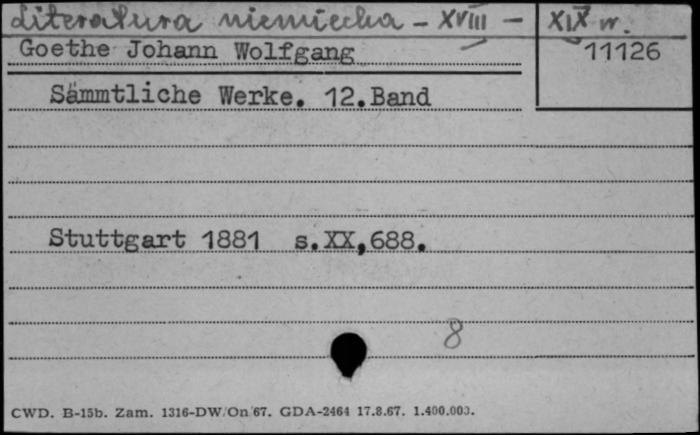 Literatura niemiecka - XVIII - XIX w.
Goethe Johann Wolfgang
11126
Sämmtliche Werke. 12.Band
Stuttgart 1881 s.XX,688.
8
CWD. B-15b. Zam. 1316-DW/On/67. GDA-2464 17.8.67. 1.400.000.